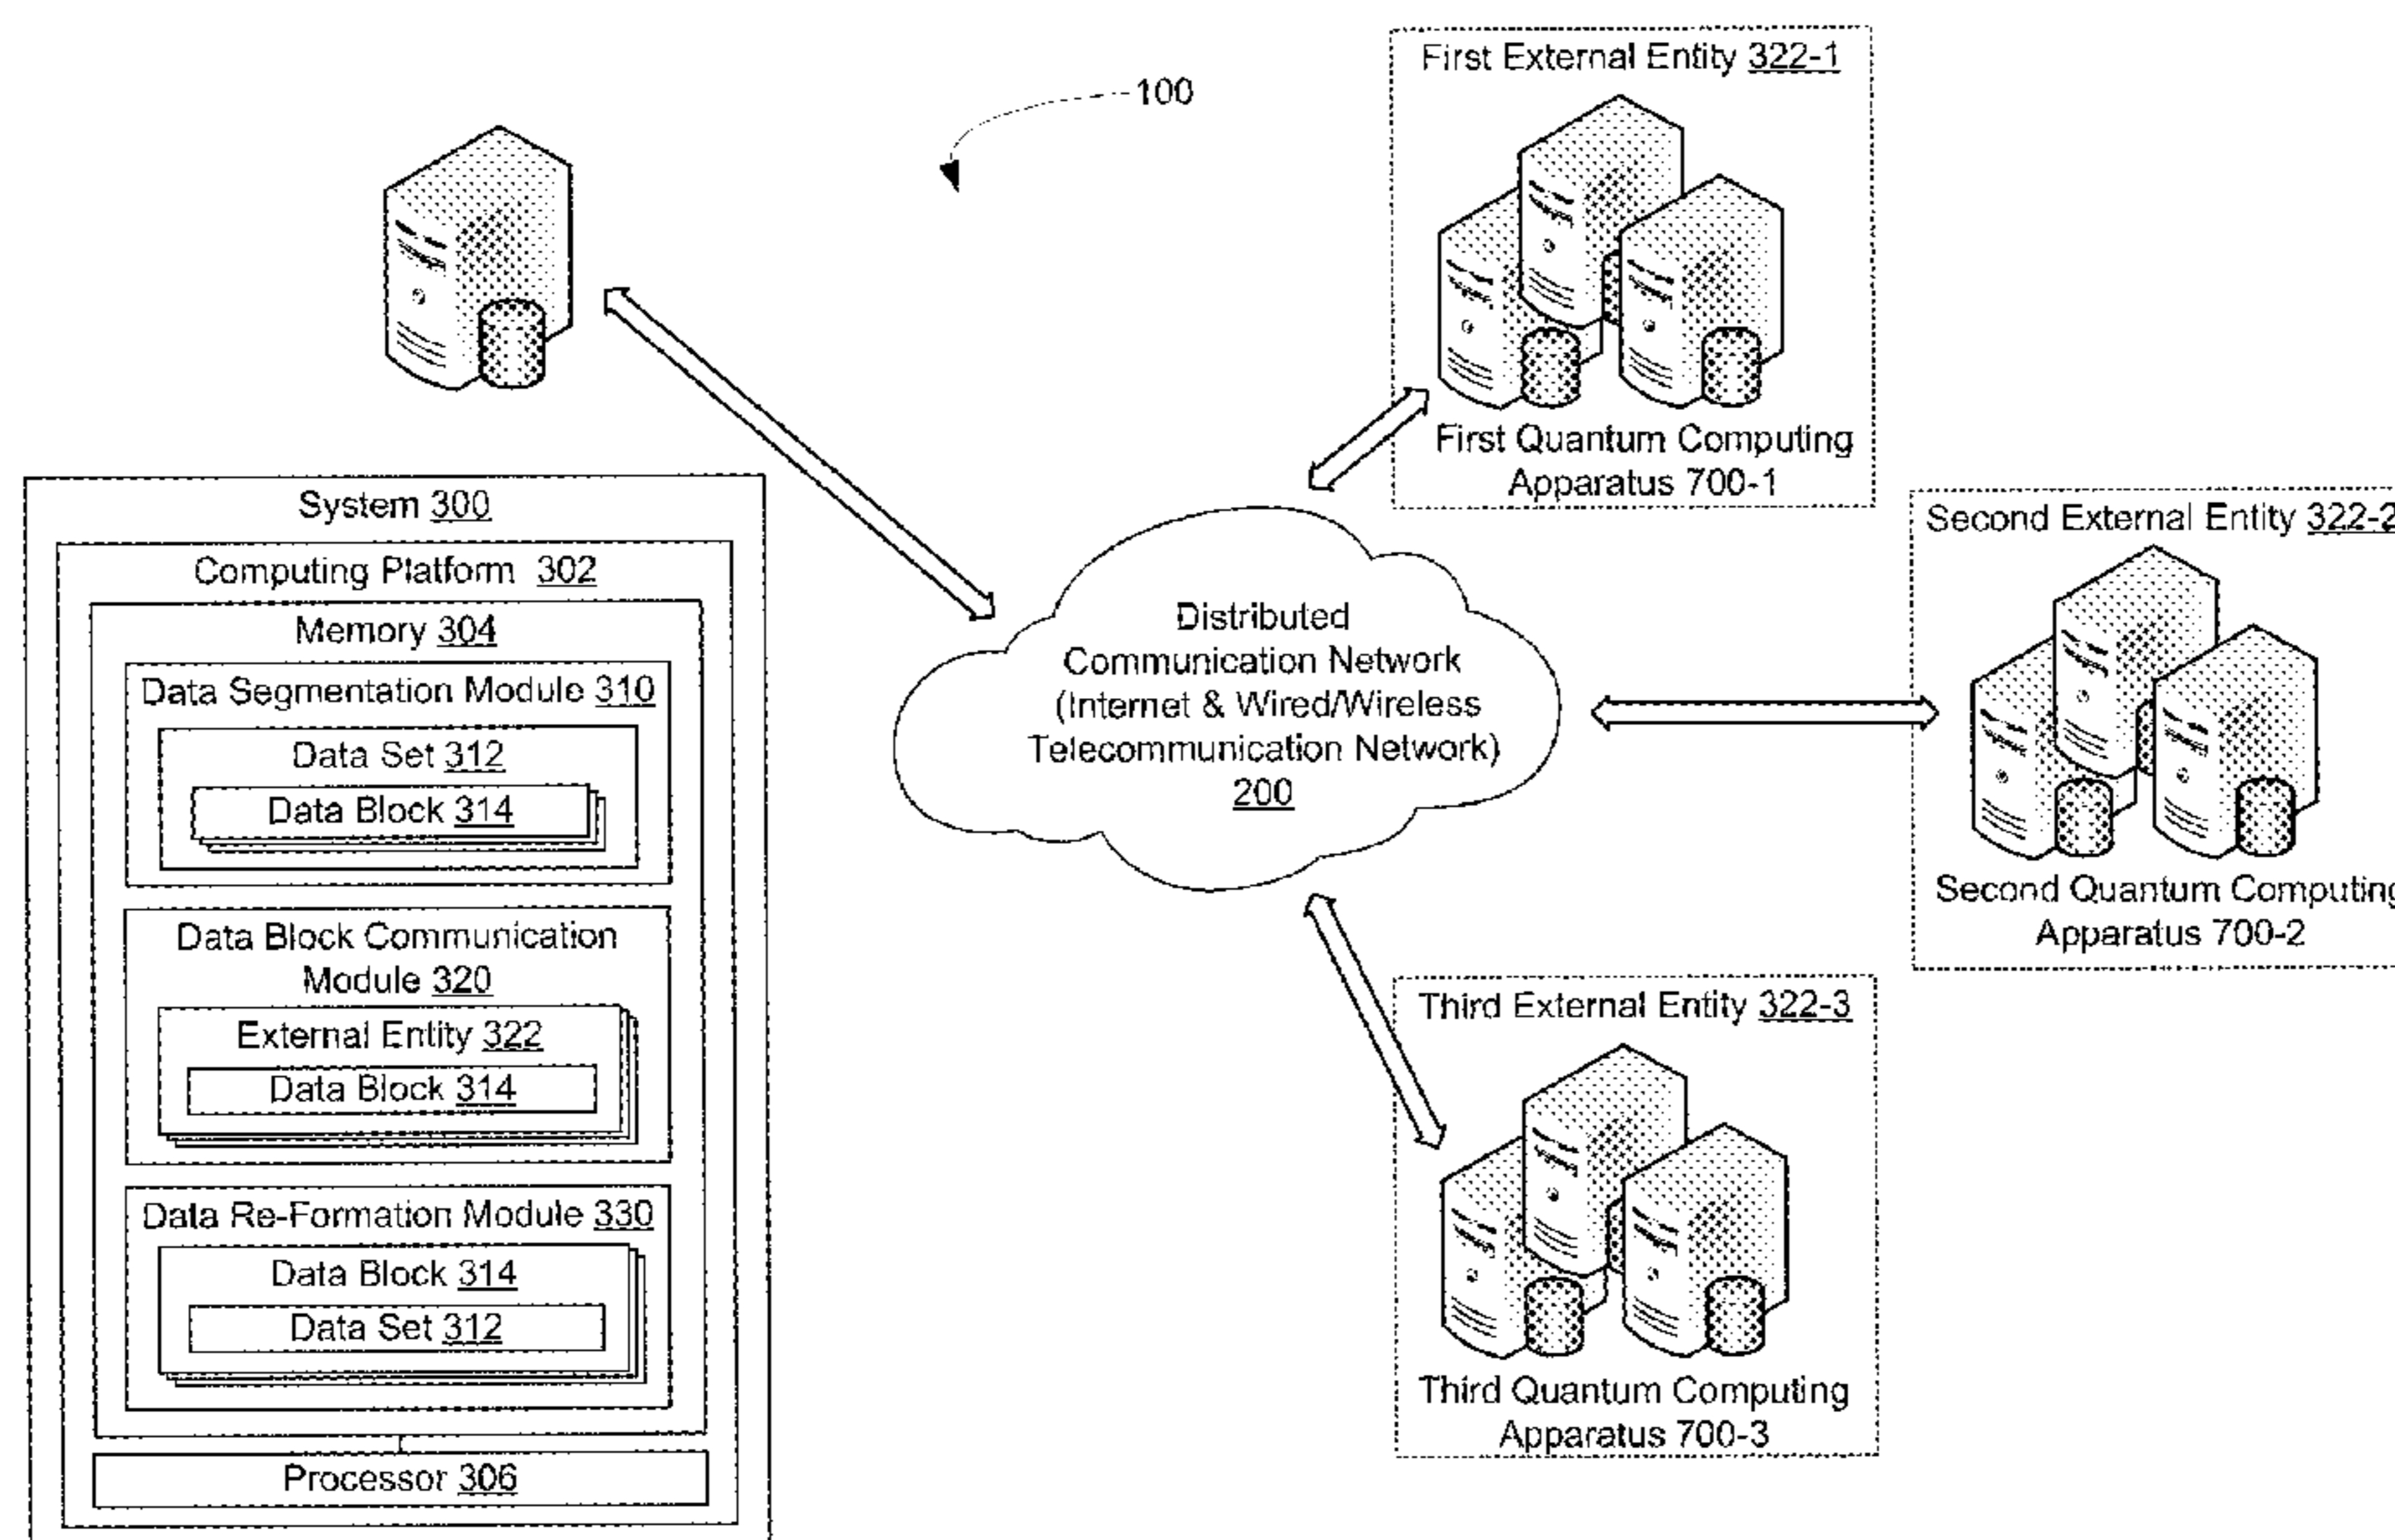 100
System 300
Computing Platform 302
Memory 304
Data Segmentation Module 310
Data Set 312
Data Block 314
Data Block Communication
Module 320
External Entity 322
Data Block 314
Data Re-Formation Module 330
Data Block 314
Data Set 312
Processor 306
Distributed
Communication Network
(Internet & Wired/Wireless
Telecommunication Network)
200
First External Entity 322-1
First Quantum Computing
Apparatus 700-1
Second External Entity 322-2
Second Quantum Computing
Apparatus 700-2
Third External Entity 322-3
Third Quantum Computing
Apparatus 700-3